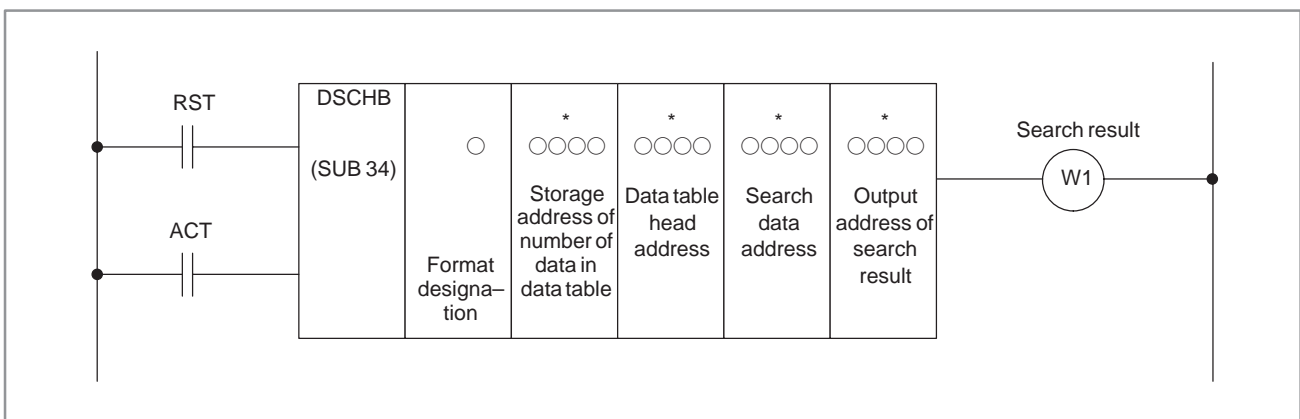 RST
ACT
DSCHB
(SUB 34)
○
Format
designa–
tion
*
○○○○
Storage
address of
number of
data in
data table
*
○○○○
Data table
head
address
*
○○○○
Search
data
address
*
○○○○
Output
address of
search
result
Search result
W1